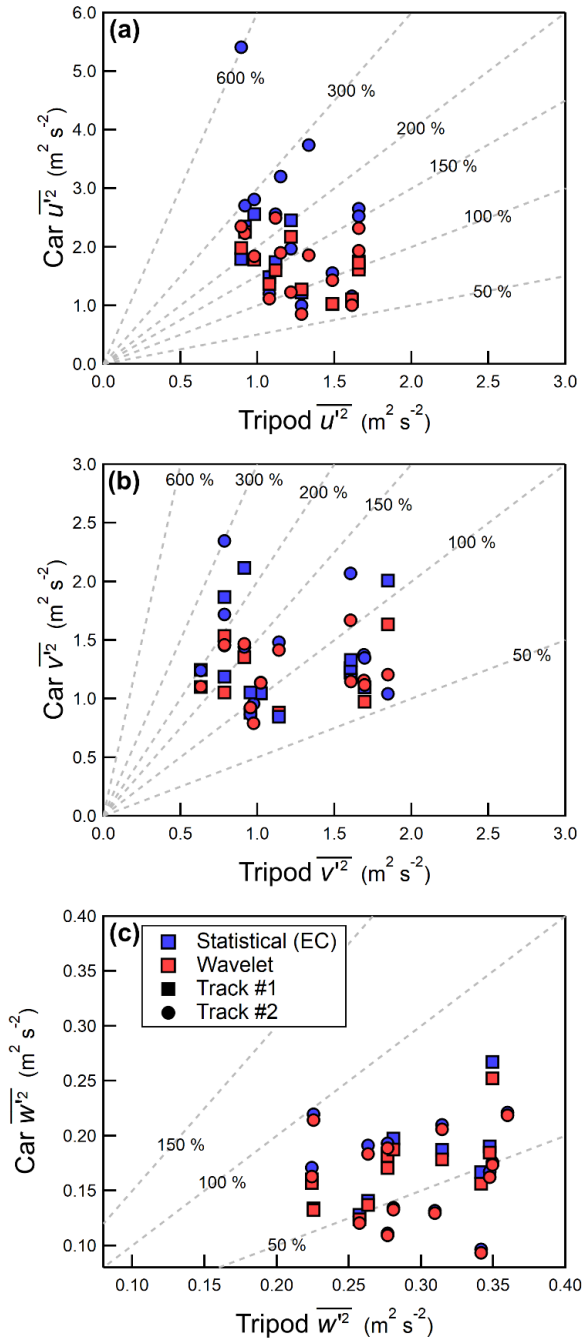 (a)
6.0
5.0
4.0
3.0
2.0
1.0
0.0
Car u'² (m² s⁻²)
600 %
300 %
200 %
150 %
100 %
50 %
0.0 0.5 1.0 1.5 2.0 2.5 3.0
Tripod u'² (m² s⁻²)
(b)
3.0
2.5
2.0
1.5
1.0
0.5
0.0
Car v'² (m² s⁻²)
600 % 300 %
200 %
150 %
100 %
50 %
0.0 0.5 1.0 1.5 2.0 2.5 3.0
Tripod v'² (m² s⁻²)
(c)
0.40
0.35
0.30
0.25
0.20
0.15
0.10
Car w'² (m² s⁻²)
Statistical (EC)
Wavelet
Track #1
Track #2
150 %
100 %
50 %
0.10 0.15 0.20 0.25 0.30 0.35 0.40
Tripod w'² (m² s⁻²)